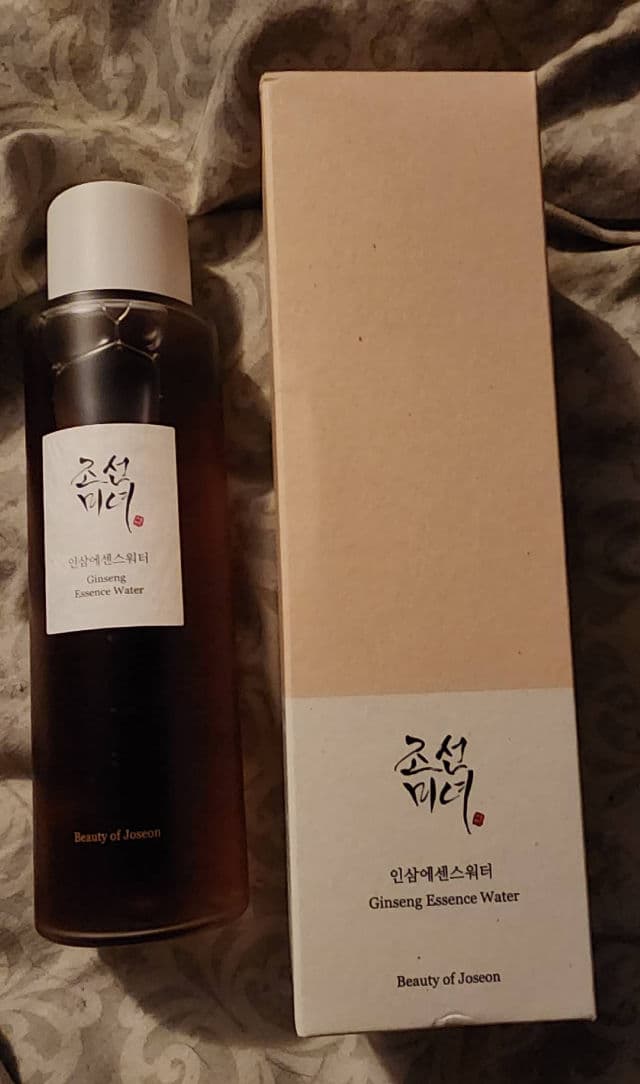 조선
미녀
인삼에센스워터
Ginseng
Essence Water
Beauty of Joseon
조선
미녀
인삼에센스워터
Ginseng Essence Water
Beauty of Joseon